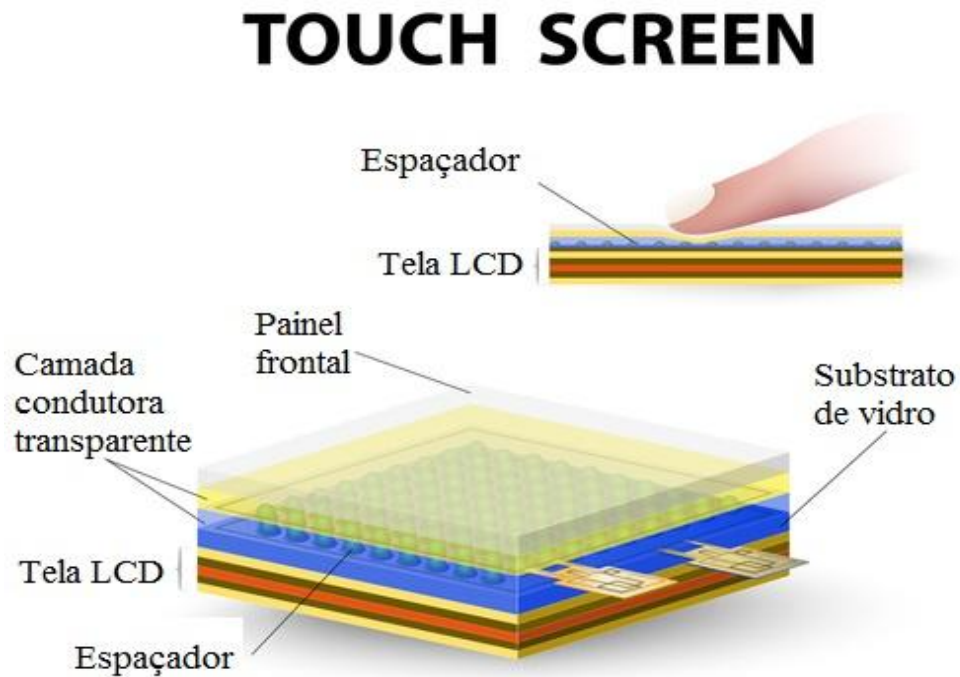 TOUCH SCREEN
Espaçador
Tela LCD
Painel
frontal
Camada
condutora
transparente
Substrato
de vidro
Tela LCD
Espaçador